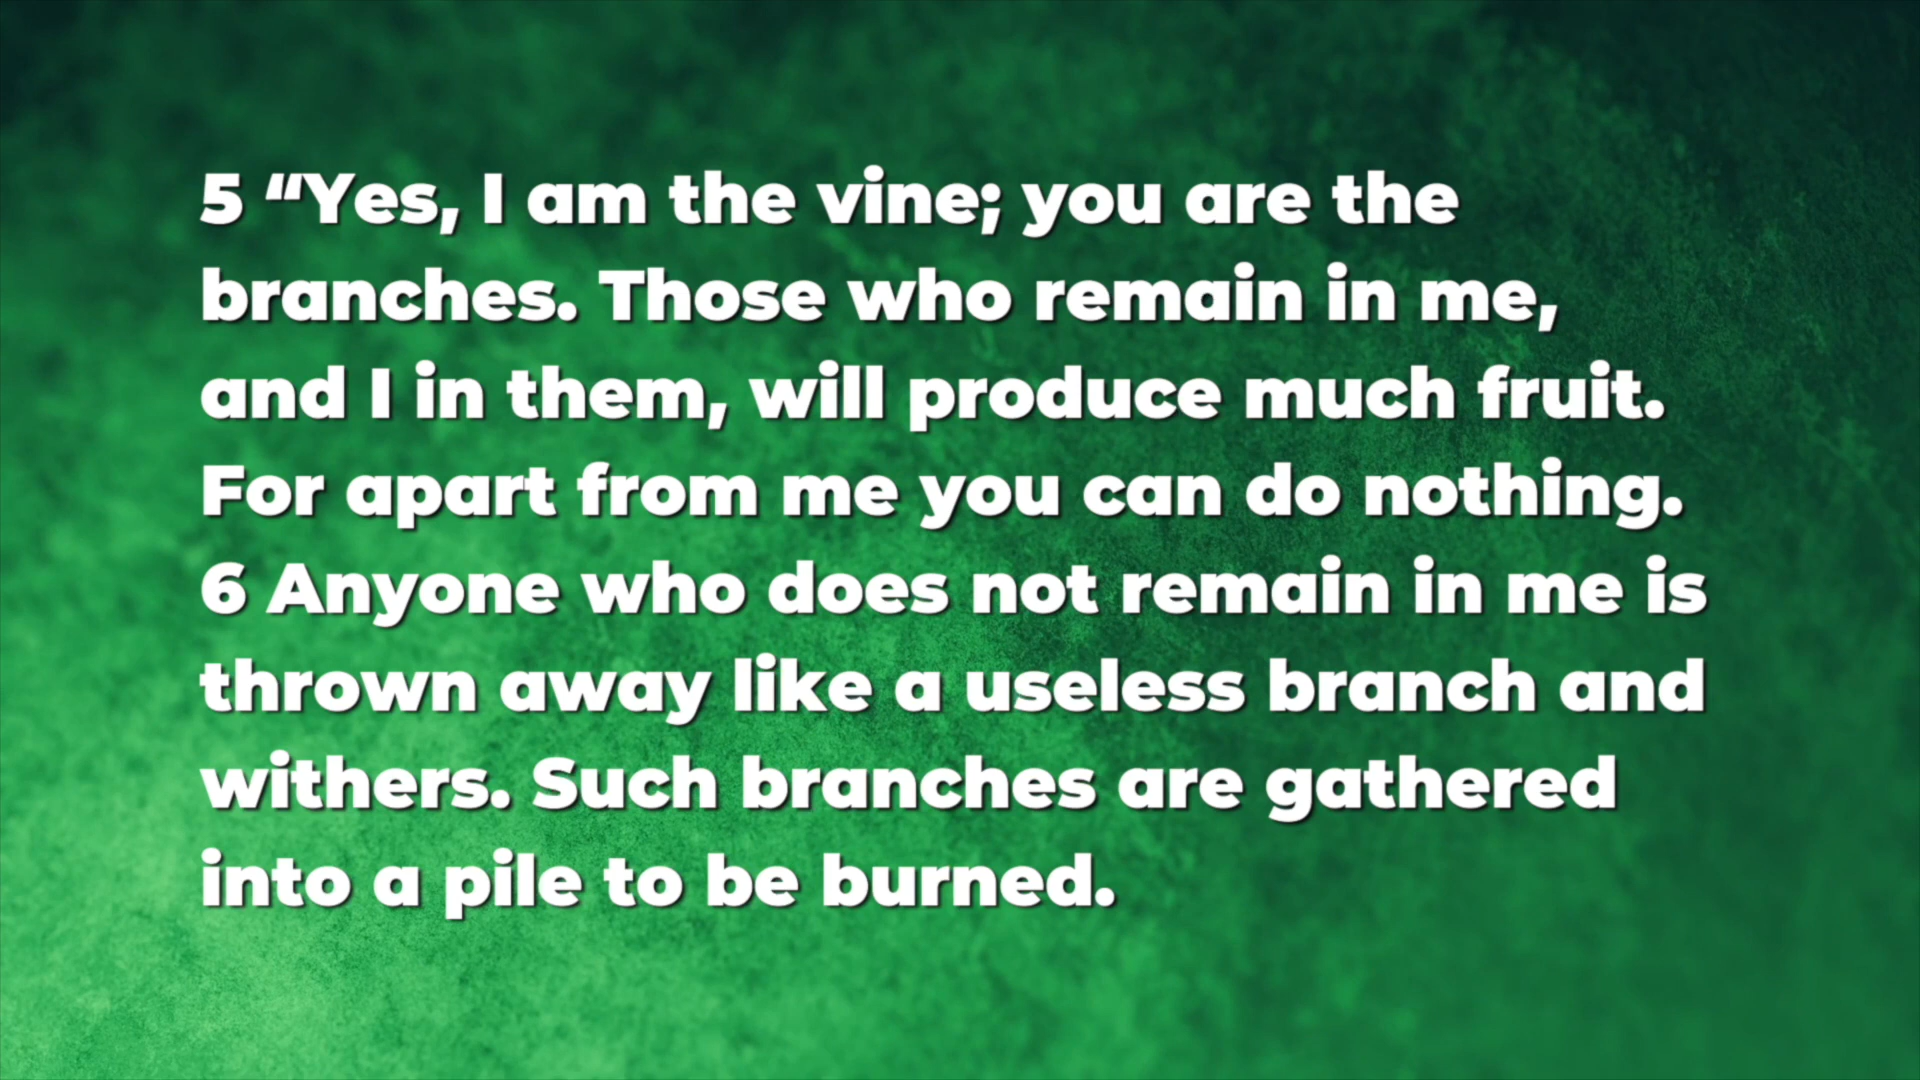 5 “Yes, I am the vine; you are the
branches. Those who remain in me,
and I in them, will produce much fruit.
For apart from me you can do nothing.
6 Anyone who does not remain in me is
thrown away like a useless branch and
withers. Such branches are gathered
into a pile to be burned.